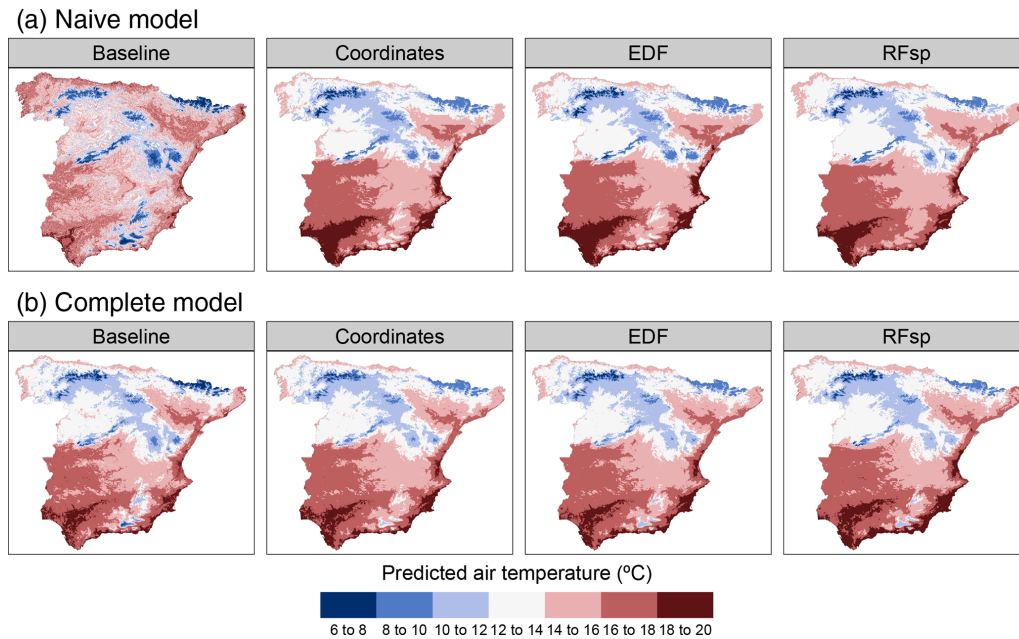 (a) Naive model
Baseline Coordinates EDF RFsp
(b) Complete model
Baseline Coordinates EDF RFsp
Predicted air temperature (ºC)
6 to 8 8 to 10 10 to 12 12 to 14 14 to 16 16 to 18 18 to 20